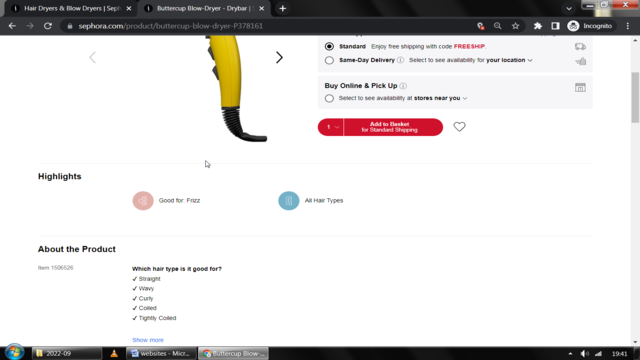 Hair Dryers & Blow Dryers | Seph
Buttercup Blow-Dryer - Drybar | S
sephora.com/product/buttercup-blow-dryer-P378161
Incognito
Standard Enjoy free shipping with code FREESHIP.
Same-Day Delivery Select to see availability for your location
Buy Online & Pick Up
Select to see availability at stores near you
1
Add to Basket
for Standard Shipping
Highlights
Good for: Frizz
All Hair Types
About the Product
Item 1506526
Which hair type is it good for?
✓ Straight
✓ Wavy
✓ Curly
✓ Coiled
✓ Tightly Coiled
Show more
2022-09
websites - Micr...
Buttercup Blow-...
19:41